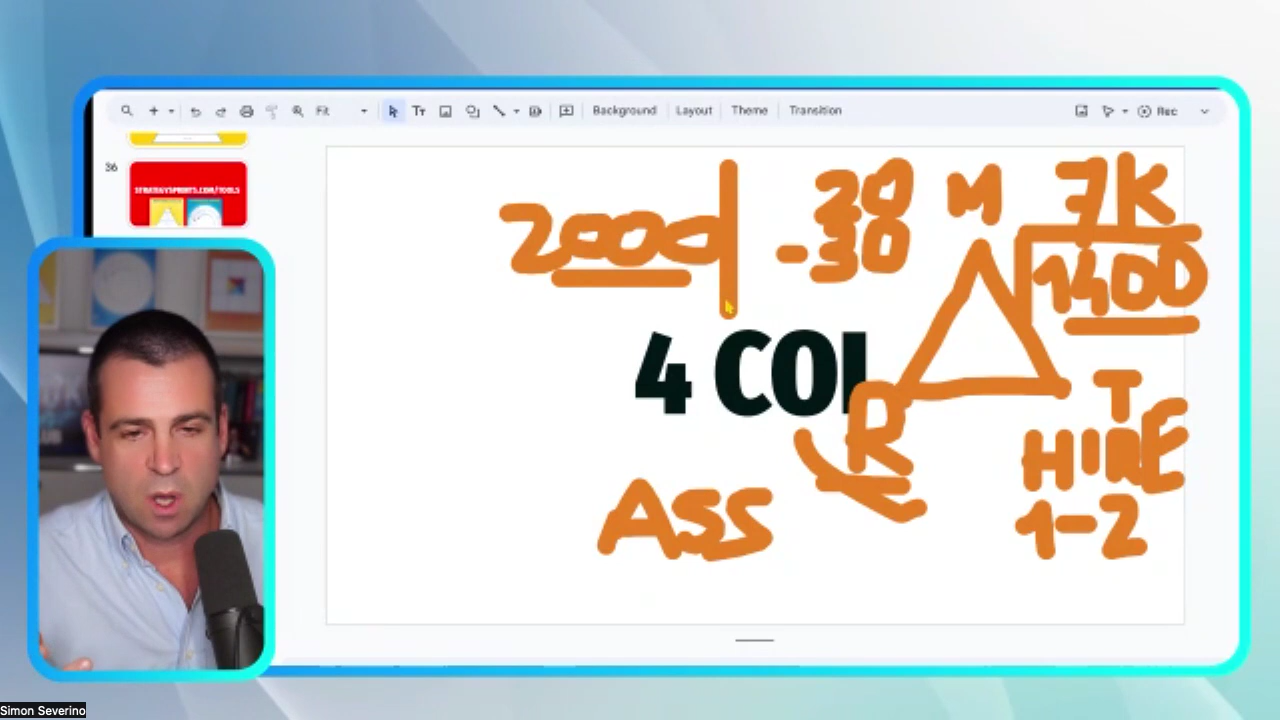 Fit
Background
Layout
Theme
Transition
Rec
36
STRATEGYSPRINTS.COM/TOOLS
2000
-30
M
7K
1400
4 COL
R
T
HIRE
1-2
ASS
Simon Severino